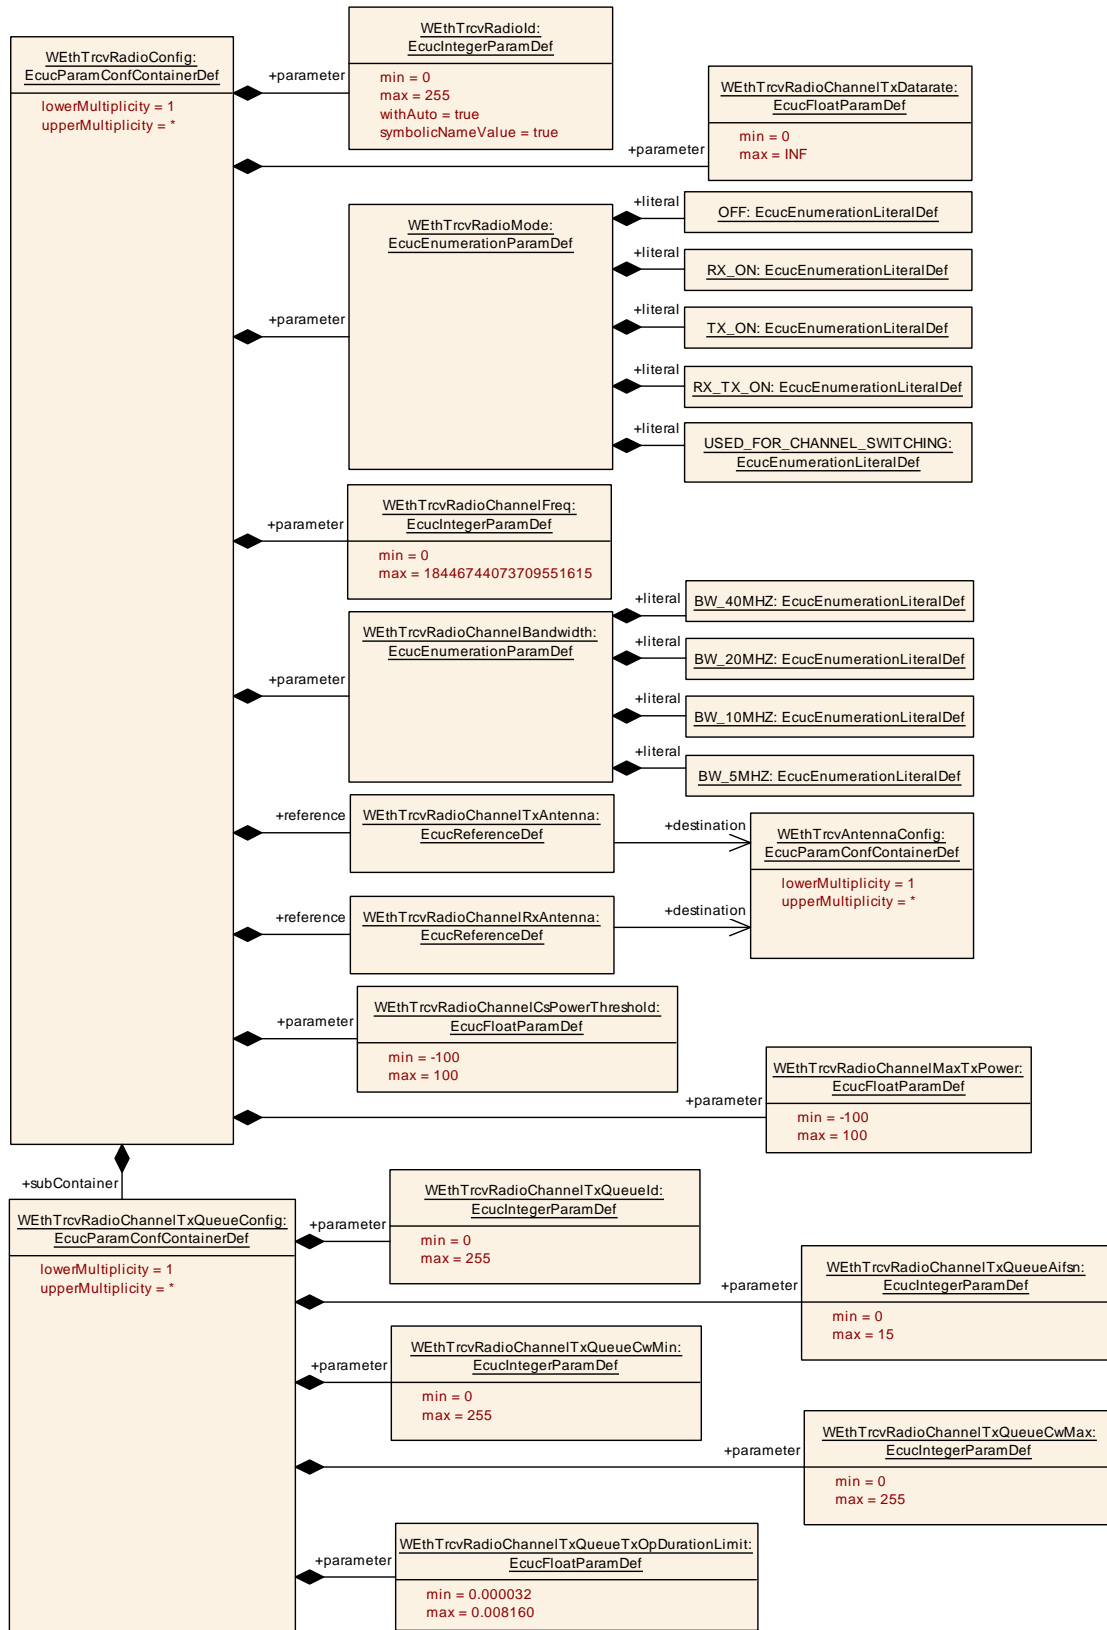 WEthTrcvRadioConfig:
EcucParamConfContainerDef
lowerMultiplicity = 1
upperMultiplicity = *
+parameter
WEthTrcvRadioId:
EcucIntegerParamDef
min = 0
max = 255
withAuto = true
symbolicNameValue = true
+parameter
WEthTrcvRadioChannelTxDatarate:
EcucFloatParamDef
min = 0
max = INF
+parameter
WEthTrcvRadioMode:
EcucEnumerationParamDef
+literal
OFF: EcucEnumerationLiteralDef
+literal
RX_ON: EcucEnumerationLiteralDef
+literal
TX_ON: EcucEnumerationLiteralDef
+literal
RX_TX_ON: EcucEnumerationLiteralDef
+literal
USED_FOR_CHANNEL_SWITCHING:
EcucEnumerationLiteralDef
+parameter
WEthTrcvRadioChannelFreq:
EcucIntegerParamDef
min = 0
max = 18446744073709551615
+parameter
WEthTrcvRadioChannelBandwidth:
EcucEnumerationParamDef
+literal
BW_40MHZ: EcucEnumerationLiteralDef
+literal
BW_20MHZ: EcucEnumerationLiteralDef
+literal
BW_10MHZ: EcucEnumerationLiteralDef
+literal
BW_5MHZ: EcucEnumerationLiteralDef
+reference
WEthTrcvRadioChannelTxAntenna:
EcucReferenceDef
+destination
WEthTrcvAntennaConfig:
EcucParamConfContainerDef
lowerMultiplicity = 1
upperMultiplicity = *
+reference
WEthTrcvRadioChannelRxAntenna:
EcucReferenceDef
+destination
+parameter
WEthTrcvRadioChannelCsPowerThreshold:
EcucFloatParamDef
min = -100
max = 100
+parameter
WEthTrcvRadioChannelMaxTxPower:
EcucFloatParamDef
min = -100
max = 100
+subContainer
WEthTrcvRadioChannelTxQueueConfig:
EcucParamConfContainerDef
lowerMultiplicity = 1
upperMultiplicity = *
+parameter
WEthTrcvRadioChannelTxQueueId:
EcucIntegerParamDef
min = 0
max = 255
+parameter
WEthTrcvRadioChannelTxQueueAifsn:
EcucIntegerParamDef
min = 0
max = 15
+parameter
WEthTrcvRadioChannelTxQueueCwMin:
EcucIntegerParamDef
min = 0
max = 255
+parameter
WEthTrcvRadioChannelTxQueueCwMax:
EcucIntegerParamDef
min = 0
max = 255
+parameter
WEthTrcvRadioChannelTxQueueTxOpDurationLimit:
EcucFloatParamDef
min = 0.000032
max = 0.008160